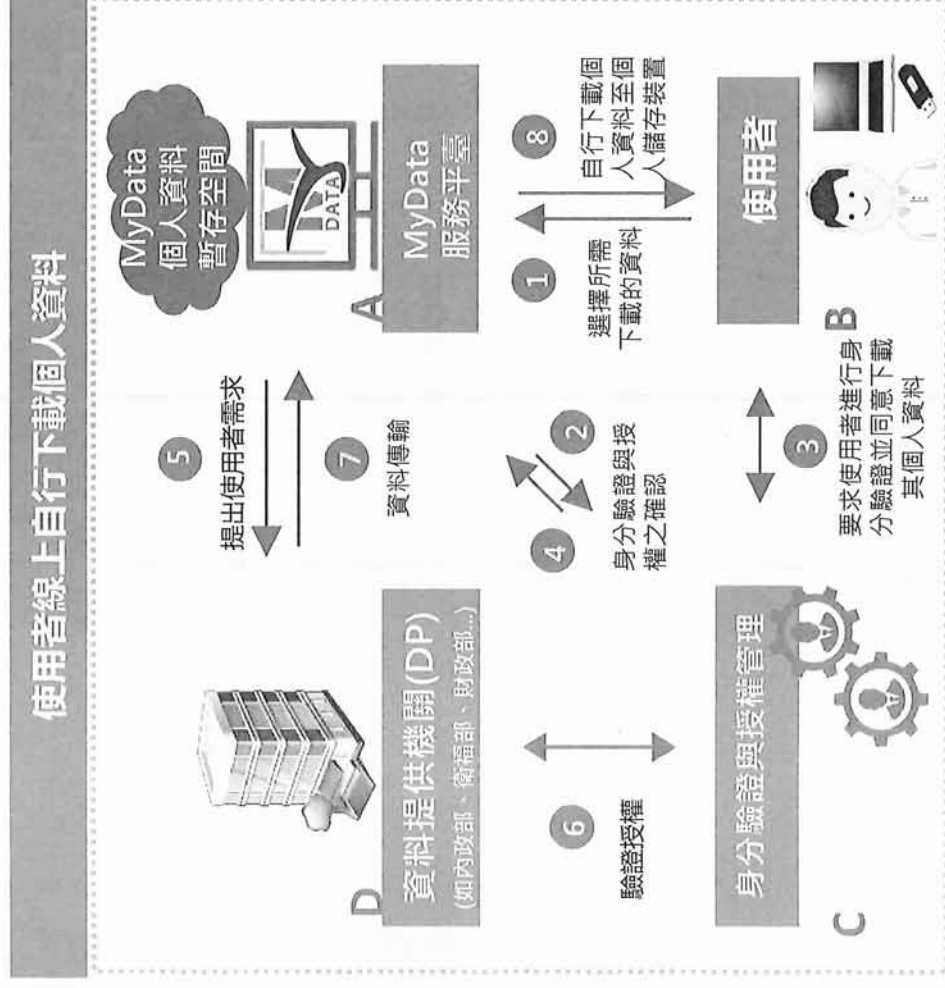 使用者線上自行下載個人資料
D
資料提供機關(DP)
(如內政部、衛福部、財政部...)
5
提出使用者需求
7
資料傳輸
MyData
個人資料
暫存空間
M
DATA
A
MyData
服務平臺
6
驗證授權
4
2
身分驗證與授
權之確認
1
選擇所需
下載的資料
8
自行下載個
人資料至個
人儲存裝置
C
身分驗證與授權管理
3
要求使用者進行身
分驗證並同意下載
其個人資料
B
使用者